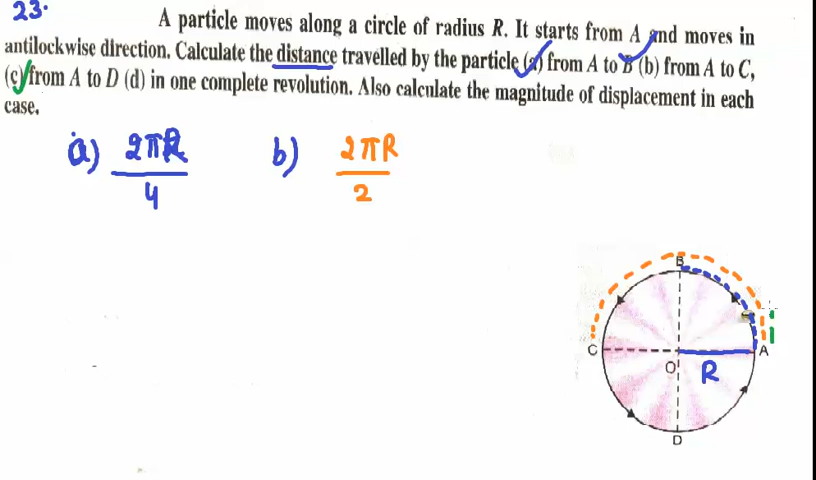 23.
A particle moves along a circle of radius R. It starts from A and moves in
antilockwise direction. Calculate the distance travelled by the particle (a) from A to B (b) from A to C,
(c) from A to D (d) in one complete revolution. Also calculate the magnitude of displacement in each
case.
a) 2πR
4
b) 2πR
2
B
C
A
O
R
D